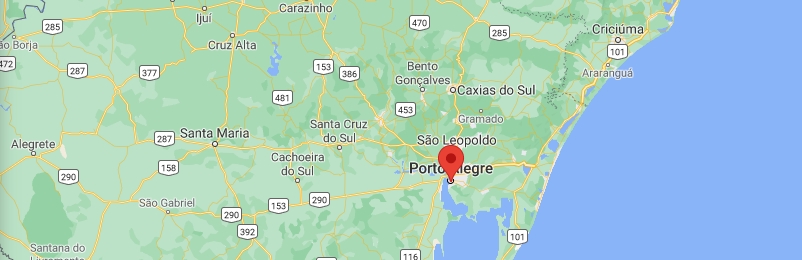 Ijuí
Carazinho
285
470
285
Criciúma
ão Borja
Cruz Alta
101
472
287
377
153
386
Bento
Gonçalves
Araranguá
Caxias do Sul
481
453
Gramado
Alegrete
287
Santa Maria
Santa Cruz
do Sul
São Leopoldo
158
Cachoeira
do Sul
Porto Alegre
290
São Gabriel
290
153
290
392
101
Santana do
Livramento
116